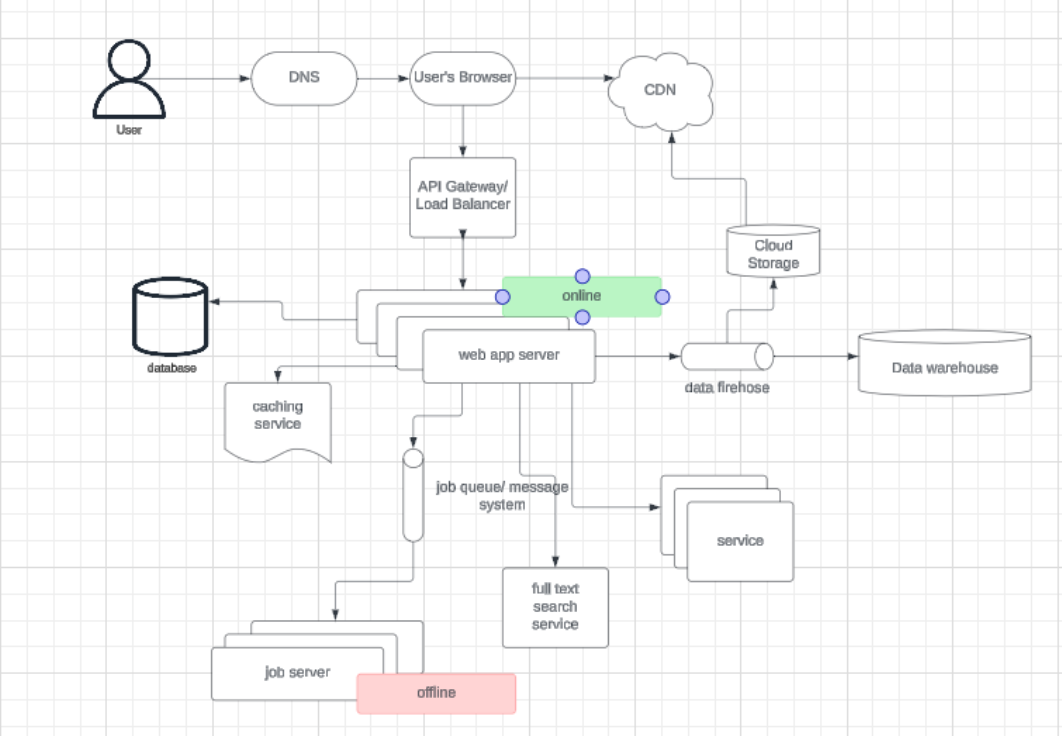 DNS
User's Browser
CDN
User
API Gateway/
Load Balancer
Cloud
Storage
online
web app server
database
data firehose
Data warehouse
caching
service
job queue/ message
system
service
full text
search
service
job server
offline